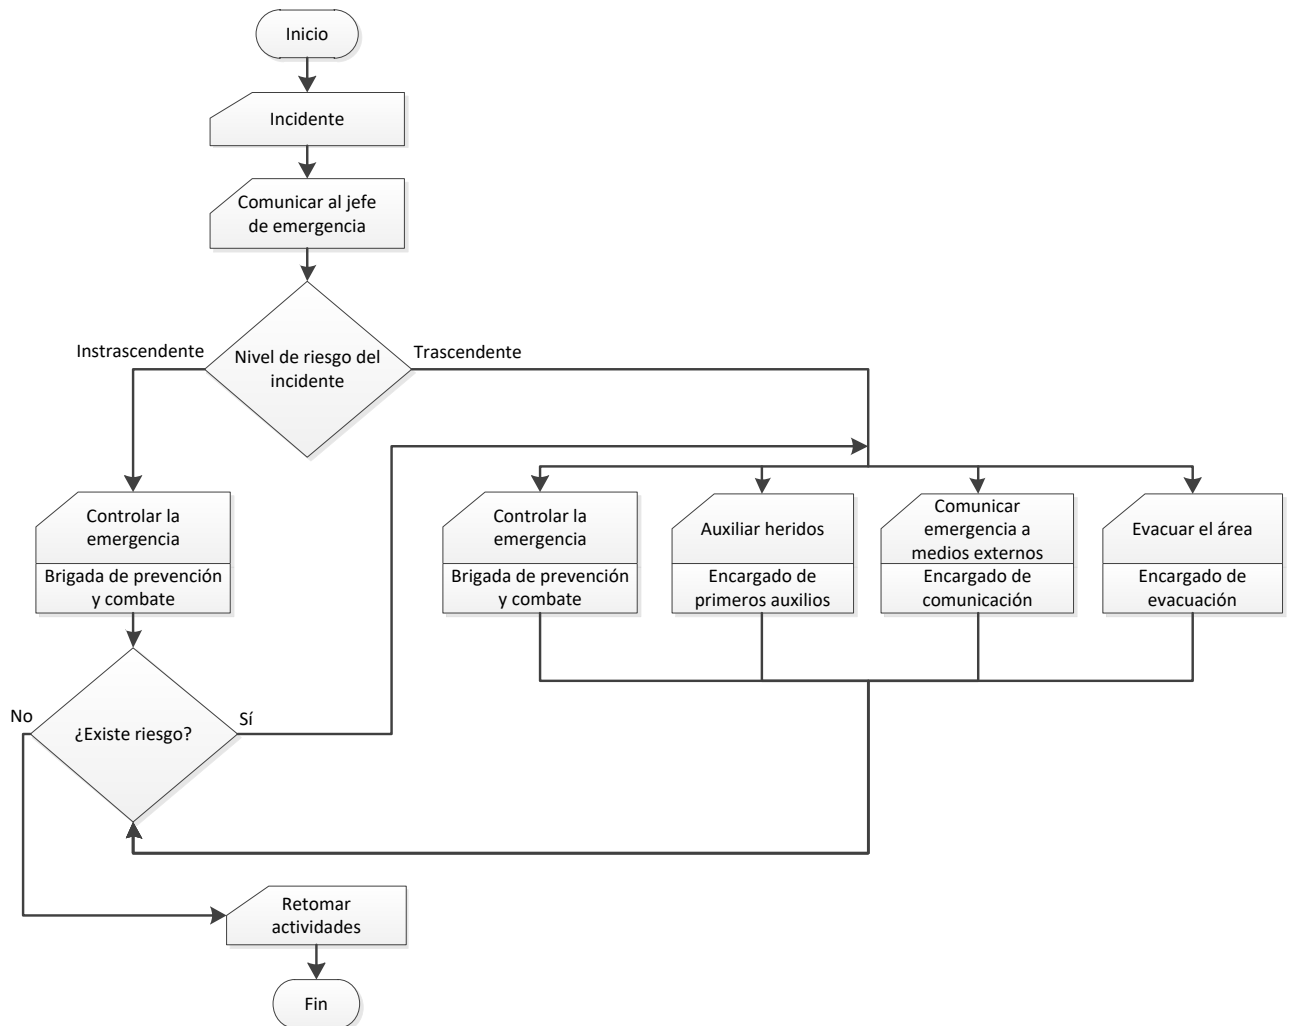 Inicio
Incidente
Comunicar al jefe
de emergencia
Nivel de riesgo del
incidente
Instrascendente
Trascendente
Controlar la
emergencia
Brigada de prevención
y combate
Controlar la
emergencia
Brigada de prevención
y combate
Auxiliar heridos
Encargado de
primeros auxilios
Comunicar
emergencia a
medios externos
Encargado de
comunicación
Evacuar el área
Encargado de
evacuación
¿Existe riesgo?
No
Sí
Retomar
actividades
Fin